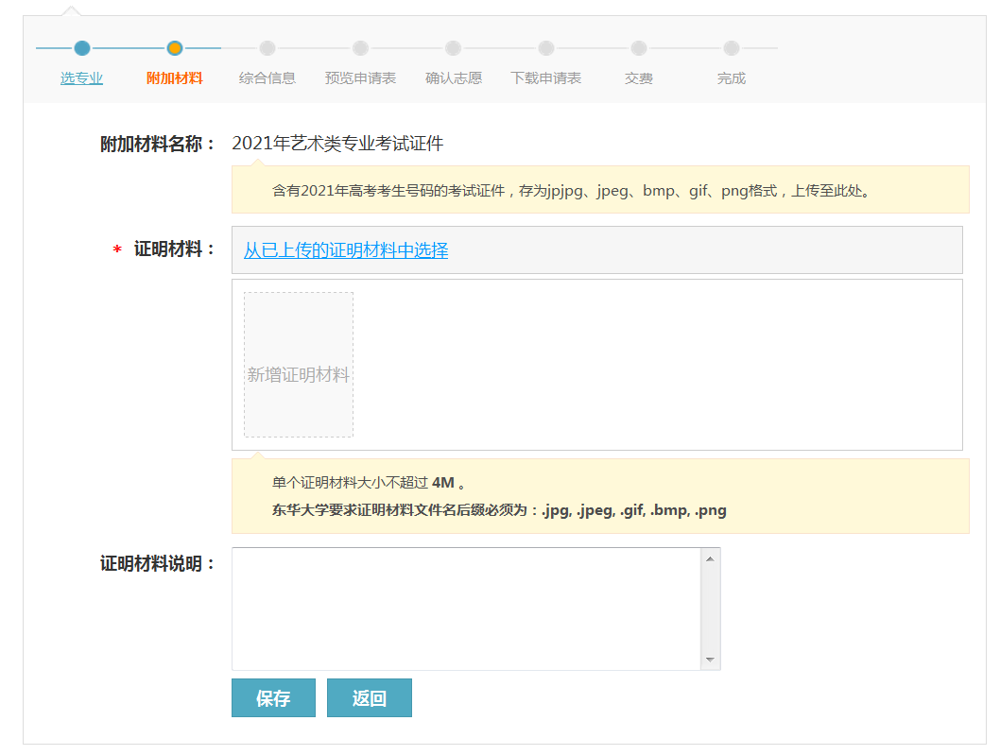 选专业 附加材料 综合信息 预览申请表 确认志愿 下载申请表 交费 完成
附加材料名称： 2021年艺术类专业考试证件
含有2021年高考考生号码的考试证件，存为jpjpg、jpeg、bmp、gif、png格式，上传至此处。
* 证明材料： 从已上传的证明材料中选择
新增证明材料
单个证明材料大小不超过 4M 。
东华大学要求证明材料文件名后缀必须为：.jpg, .jpeg, .gif, .bmp, .png
证明材料说明：
保存 返回